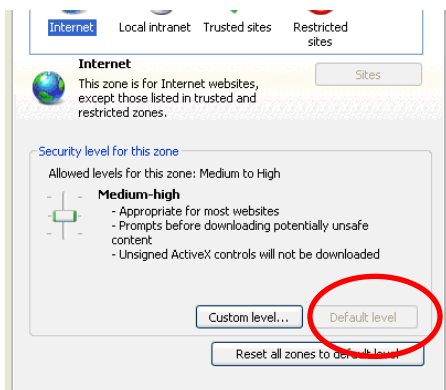 Internet
Local intranet
Trusted sites
Restricted
sites
Internet
This zone is for Internet websites,
except those listed in trusted and
restricted zones.
Sites
Security level for this zone
Allowed levels for this zone: Medium to High
Medium-high
- Appropriate for most websites
- Prompts before downloading potentially unsafe
content
- Unsigned ActiveX controls will not be downloaded
Custom level...
Default level
Reset all zones to default level